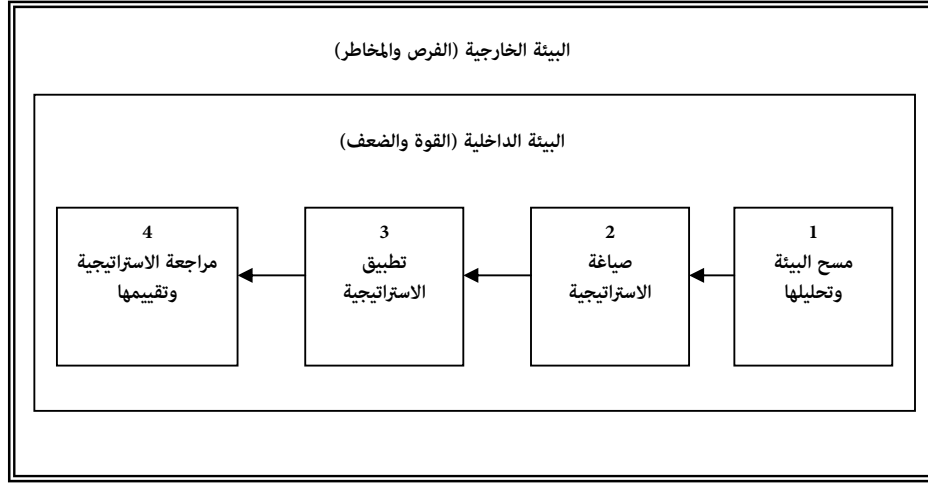 البيئة الخارجية (الفرص والمخاطر)
البيئة الداخلية (القوة والضعف)
1
مسح البيئة
وتحليلها
2
صياغة
الاستراتيجية
3
تطبيق
الاستراتيجية
4
مراجعة الاستراتيجية
وتقييمها